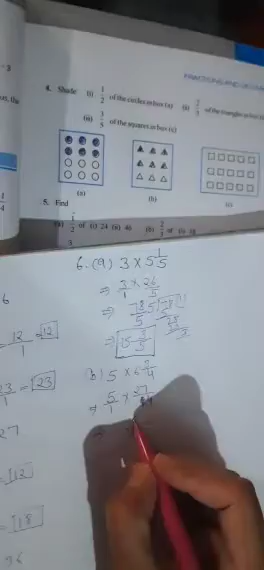 FRACTIONS AND DECIMALS
4. Shade: (i) 1/2 of the circles in box (a) (ii) 2/3 of the triangles in box (b)
(iii) 3/5 of the squares in box (c)
(a) (b) (c)
5. Find
(a) 1/2 of (i) 24 (ii) 46 (b) 2/3 of (i) 18
6. (a) 3 × 5 1/5
⇒ 3/1 × 26/5
⇒ 78/5
⇒ 15 3/5
(b) 5 × 6 3/4
⇒ 5/1 × 27/4
6
12/1 = 12
23/1 = 23
27
= 12
= 18
36